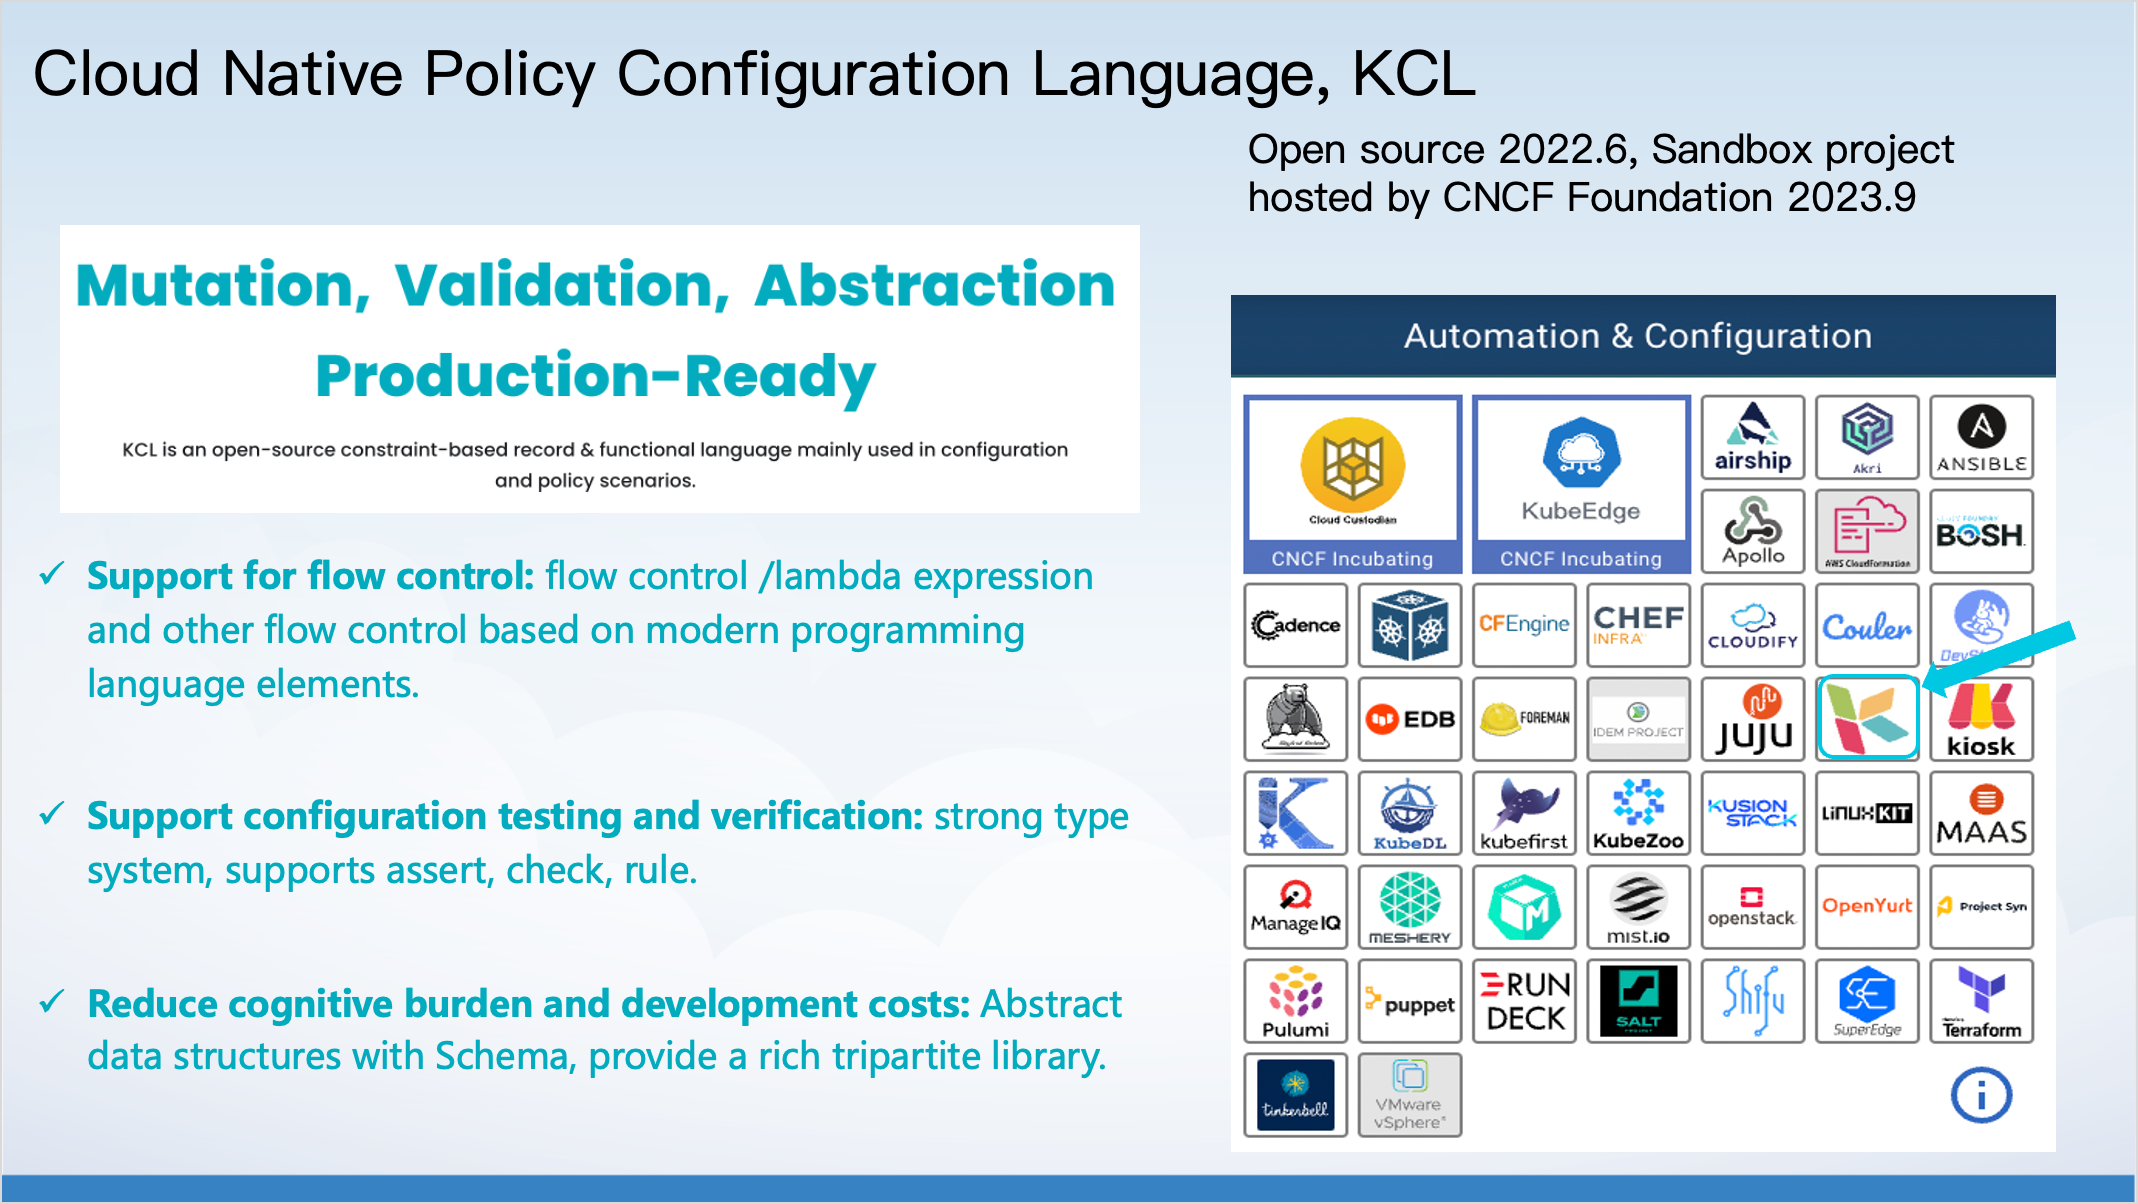 Cloud Native Policy Configuration Language, KCL
Open source 2022.6, Sandbox project
hosted by CNCF Foundation 2023.9
Mutation, Validation, Abstraction
Production-Ready
KCL is an open-source constraint-based record & functional language mainly used in configuration
and policy scenarios.
✓ Support for flow control: flow control /lambda expression
and other flow control based on modern programming
language elements.
✓ Support configuration testing and verification: strong type
system, supports assert, check, rule.
✓ Reduce cognitive burden and development costs: Abstract
data structures with Schema, provide a rich tripartite library.
Automation & Configuration
Cloud Custodian
CNCF Incubating
KubeEdge
CNCF Incubating
airship
Akri
ANSIBLE
Apollo
AWS CloudFormation
CLOUD FOUNDRY
BOSH
Cadence
CFEngine
CHEF
INFRA
CLOUDIFY
Couler
EDB
FOREMAN
IDEM PROJECT
JUJU
kiosk
KubeDL
kubefirst
KubeZoo
KUSION
STACK
LiNUXKIT
MAAS
ManageIQ
MESHERY
M
mist.io
openstack.
OpenYurt
Project Syn
Pulumi
puppet
RUN
DECK
SALT
PROJECT
Shifu
SuperEdge
Terraform
tinkerbell
VMware
vSphere®
i